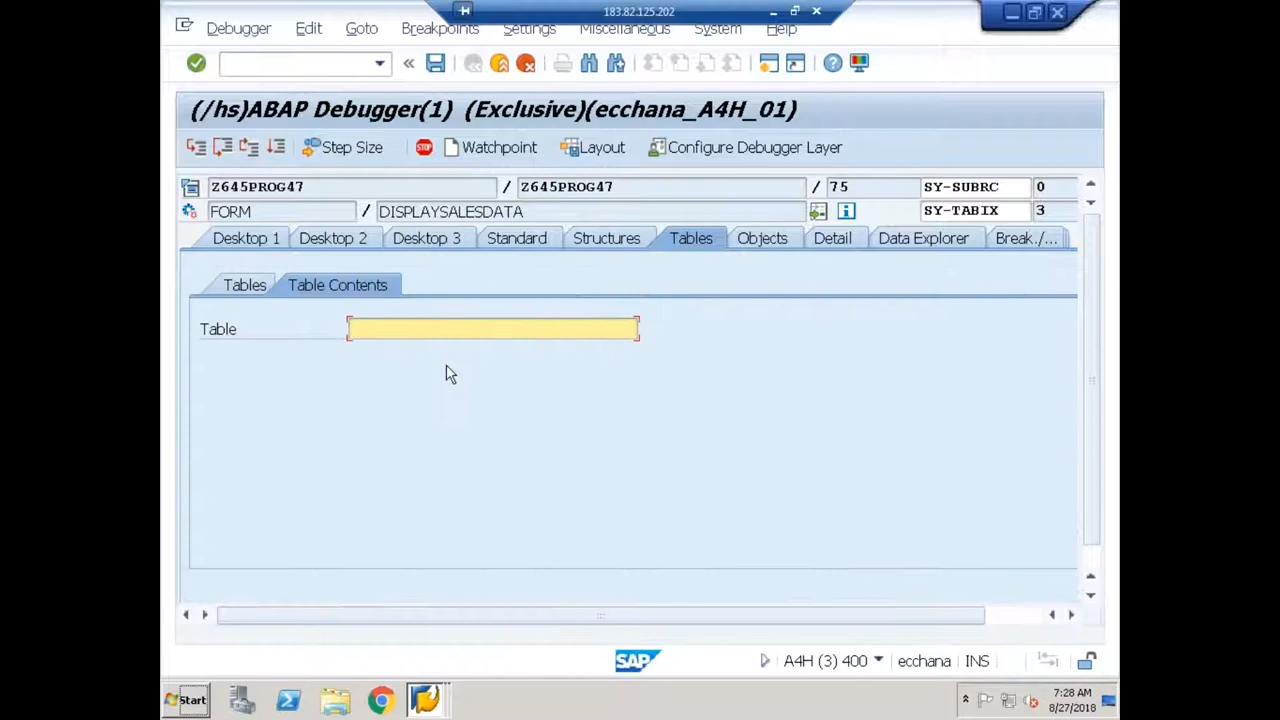 183.82.125.202
Debugger Edit Goto Breakpoints Settings Miscellaneous System Help
(/hs)ABAP Debugger(1) (Exclusive)(ecchana_A4H_01)
Step Size STOP Watchpoint Layout Configure Debugger Layer
Z645PROG47 / Z645PROG47 / 75 SY-SUBRC 0
FORM / DISPLAYSALESDATA SY-TABIX 3
Desktop 1 Desktop 2 Desktop 3 Standard Structures Tables Objects Detail Data Explorer Break./...
Tables Table Contents
Table
SAP A4H (3) 400 ecchana INS
Start 7:28 AM
8/27/2018